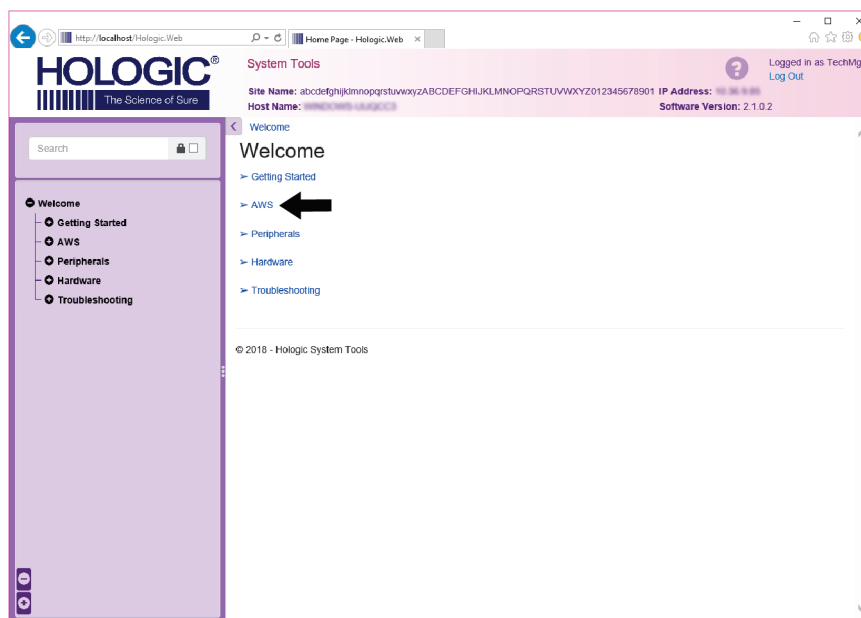 http://localhost/Hologic.Web
Home Page - Hologic.Web
HOLOGIC®
The Science of Sure
System Tools
Logged in as TechMg
Log Out
Site Name: abcdefghijklmnopqrstuvwxyzABCDEFGHIJKLMNOPQRSTUVWXYZ012345678901 IP Address:
Host Name:
Software Version: 2.1.0.2
Search
Welcome
Getting Started
AWS
Peripherals
Hardware
Troubleshooting
Welcome
Welcome
Getting Started
AWS
Peripherals
Hardware
Troubleshooting
© 2018 - Hologic System Tools